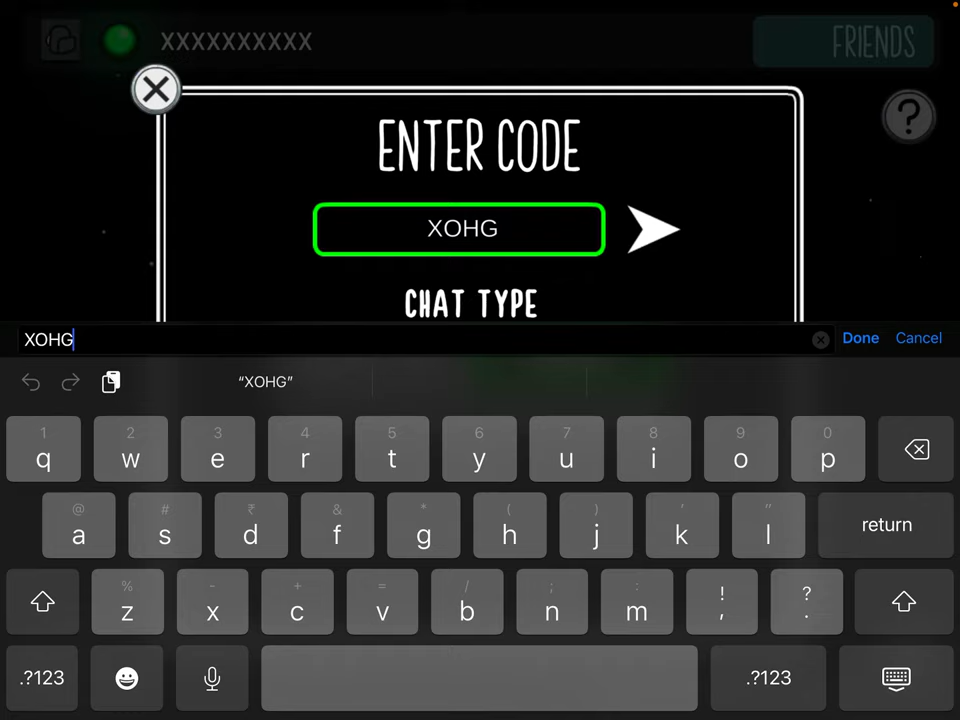 XXXXXXXXXX FRIENDS
?
ENTER CODE
XOHG
CHAT TYPE
XOHG Done Cancel
“XOHG”
1 2 3 4 5 6 7 8 9 0
q w e r t y u i o p
@ # ₹ & * ( ) ' "
a s d f g h j k l return
% - + = / ; : ! ?
z x c v b n m , .
.?123 .?123